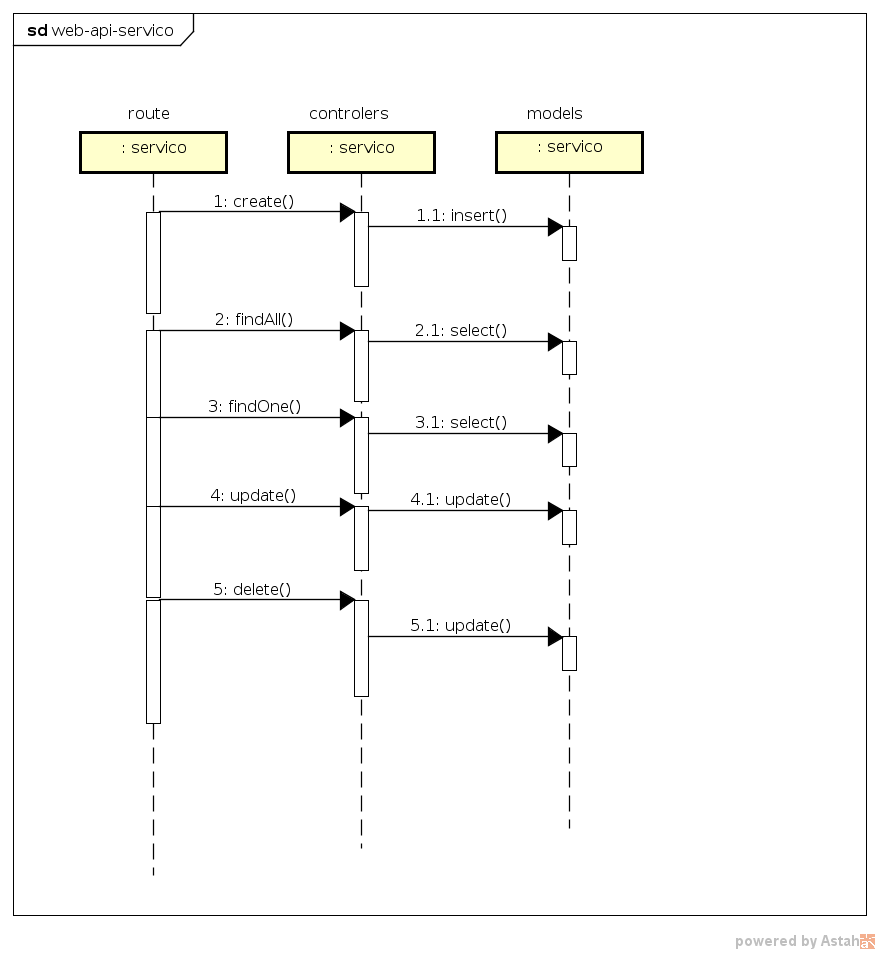 sd web-api-servico
route
controlers
models
: servico
: servico
: servico
1: create()
1.1: insert()
2: findAll()
2.1: select()
3: findOne()
3.1: select()
4: update()
4.1: update()
5: delete()
5.1: update()
powered by Astah